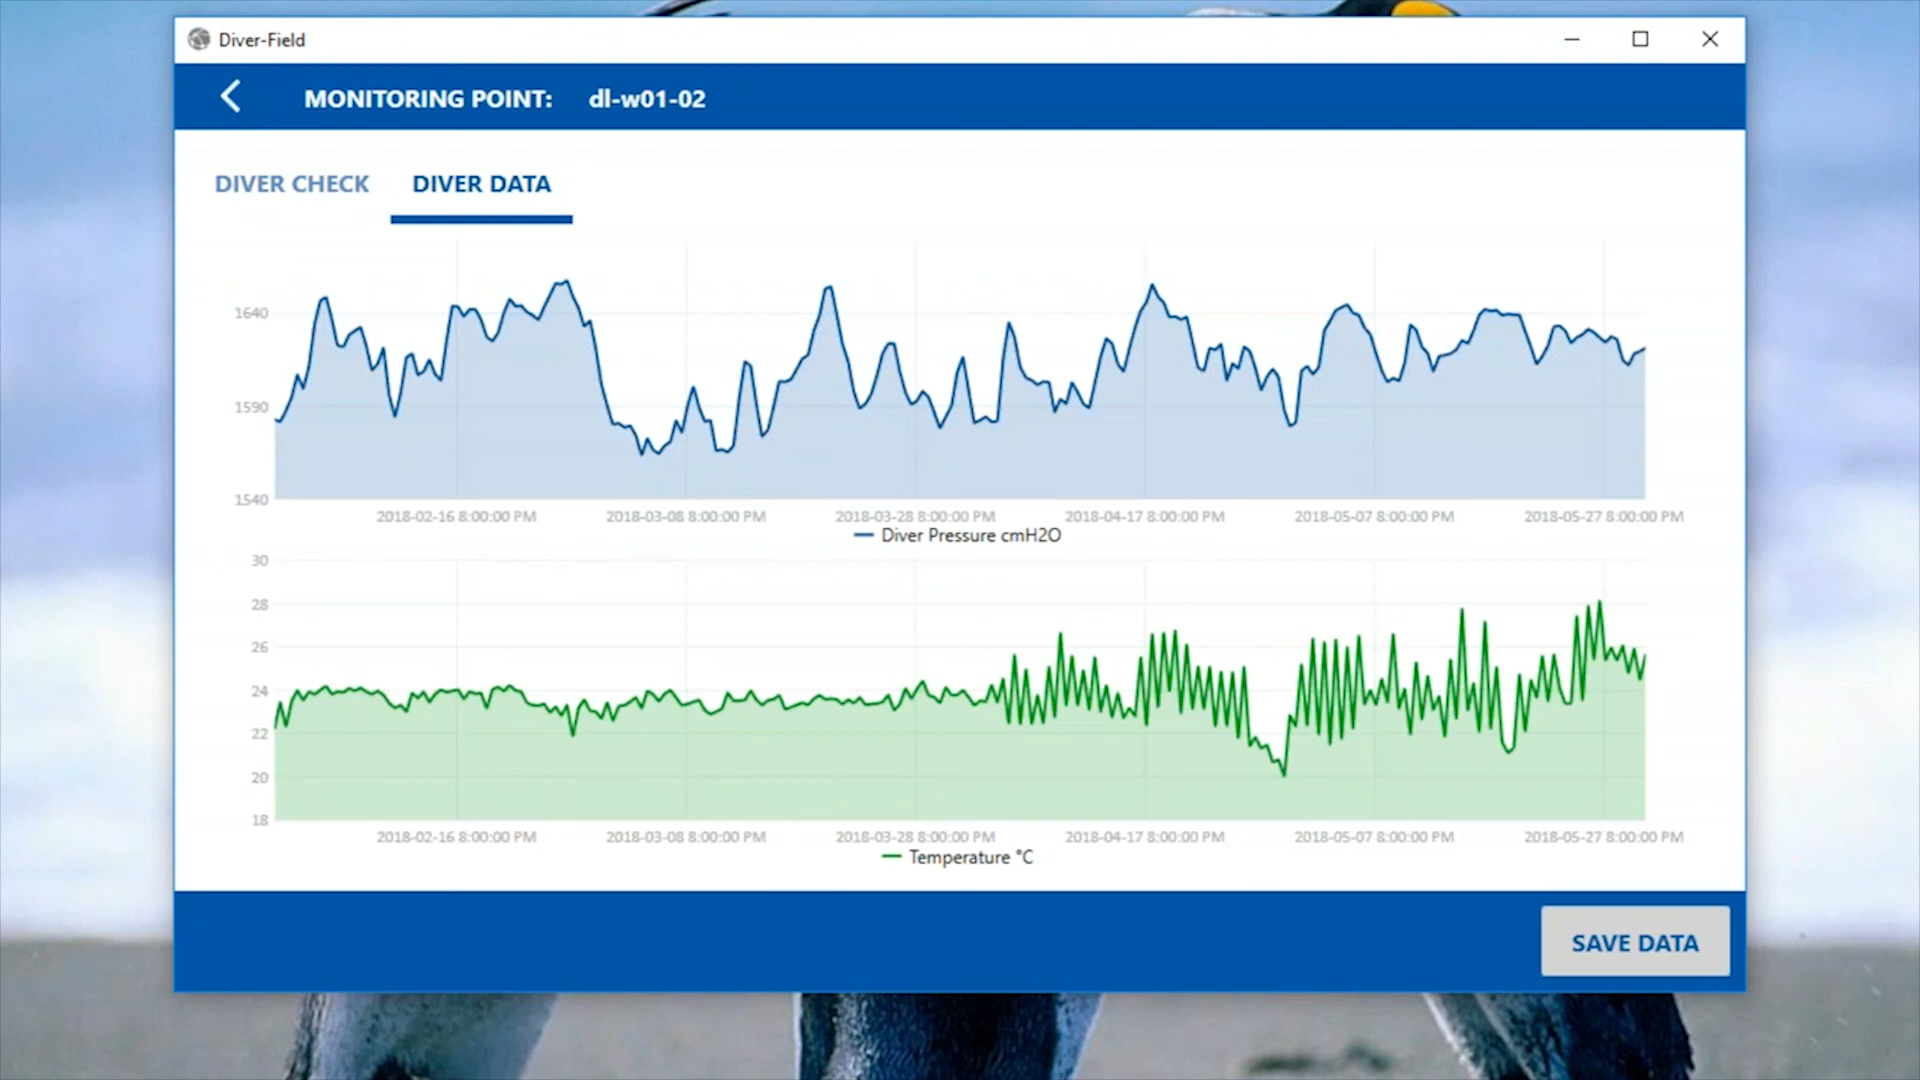 Diver-Field
MONITORING POINT: dl-w01-02
DIVER CHECK DIVER DATA
1640
1590
1540
2018-02-16 8:00:00 PM 2018-03-08 8:00:00 PM 2018-03-28 8:00:00 PM 2018-04-17 8:00:00 PM 2018-05-07 8:00:00 PM 2018-05-27 8:00:00 PM
Diver Pressure cmH2O
30
28
26
24
22
20
18
2018-02-16 8:00:00 PM 2018-03-08 8:00:00 PM 2018-03-28 8:00:00 PM 2018-04-17 8:00:00 PM 2018-05-07 8:00:00 PM 2018-05-27 8:00:00 PM
Temperature °C
SAVE DATA